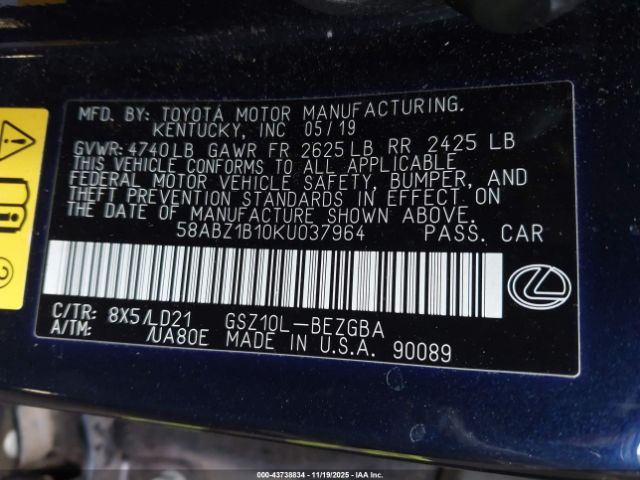 MFD. BY: TOYOTA MOTOR MANUFACTURING.
KENTUCKY, INC 05/19
GVWR: 4740LB GAWR FR 2625LB RR 2425 LB
THIS VEHICLE CONFORMS TO ALL APPLICABLE
FEDERAL MOTOR VEHICLE SAFETY, BUMPER, AND
THEFT PREVENTION STANDARDS IN EFFECT ON
THE DATE OF MANUFACTURE SHOWN ABOVE.
58ABZ1B10KU037964 PASS. CAR
C/TR: 8X5/LD21 GSZ10L-BEZGBA
A/TM: /UA80E MADE IN U.S.A. 90089
2
000-43738834 | 11/19/2025 | IAA Inc.